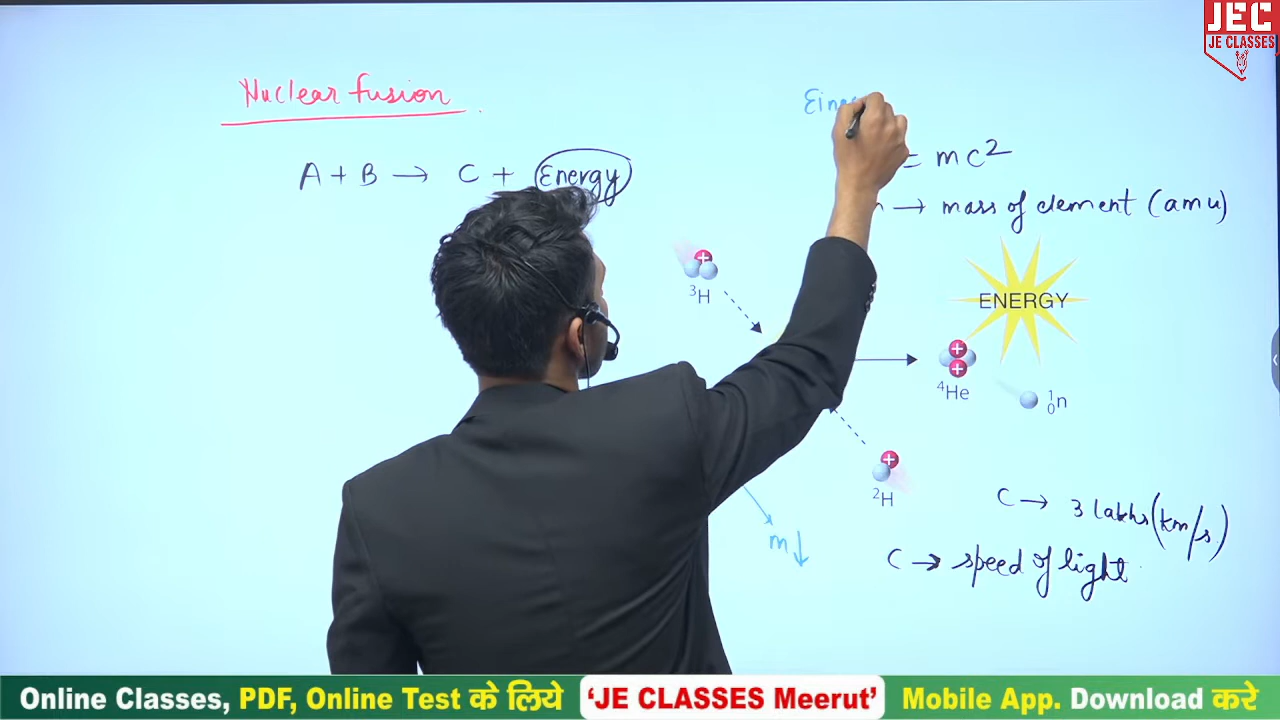 JEC
JE CLASSES
Nuclear fusion
A + B → C + Energy
= mc²
→ mass of element (amu)
³H
ENERGY
⁴He
¹₀n
²H
m↓
C → 3 lakhs (km/s)
C → speed of light
Online Classes, PDF, Online Test के लिये 'JE CLASSES Meerut' Mobile App. Download करे